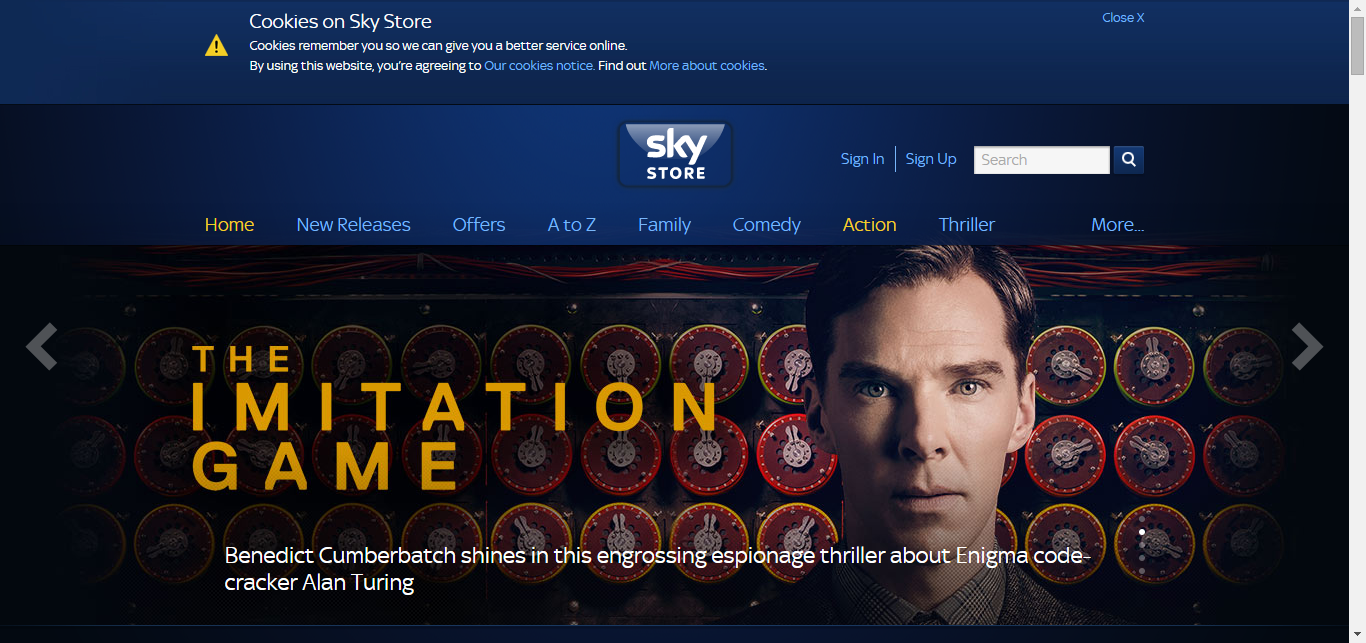 Cookies on Sky Store
Close X
Cookies remember you so we can give you a better service online.
By using this website, you're agreeing to Our cookies notice. Find out More about cookies.
sky
STORE
Sign In
Sign Up
Search
Home
New Releases
Offers
A to Z
Family
Comedy
Action
Thriller
More...
THE
IMITATION
GAME
Benedict Cumberbatch shines in this engrossing espionage thriller about Enigma code-
cracker Alan Turing